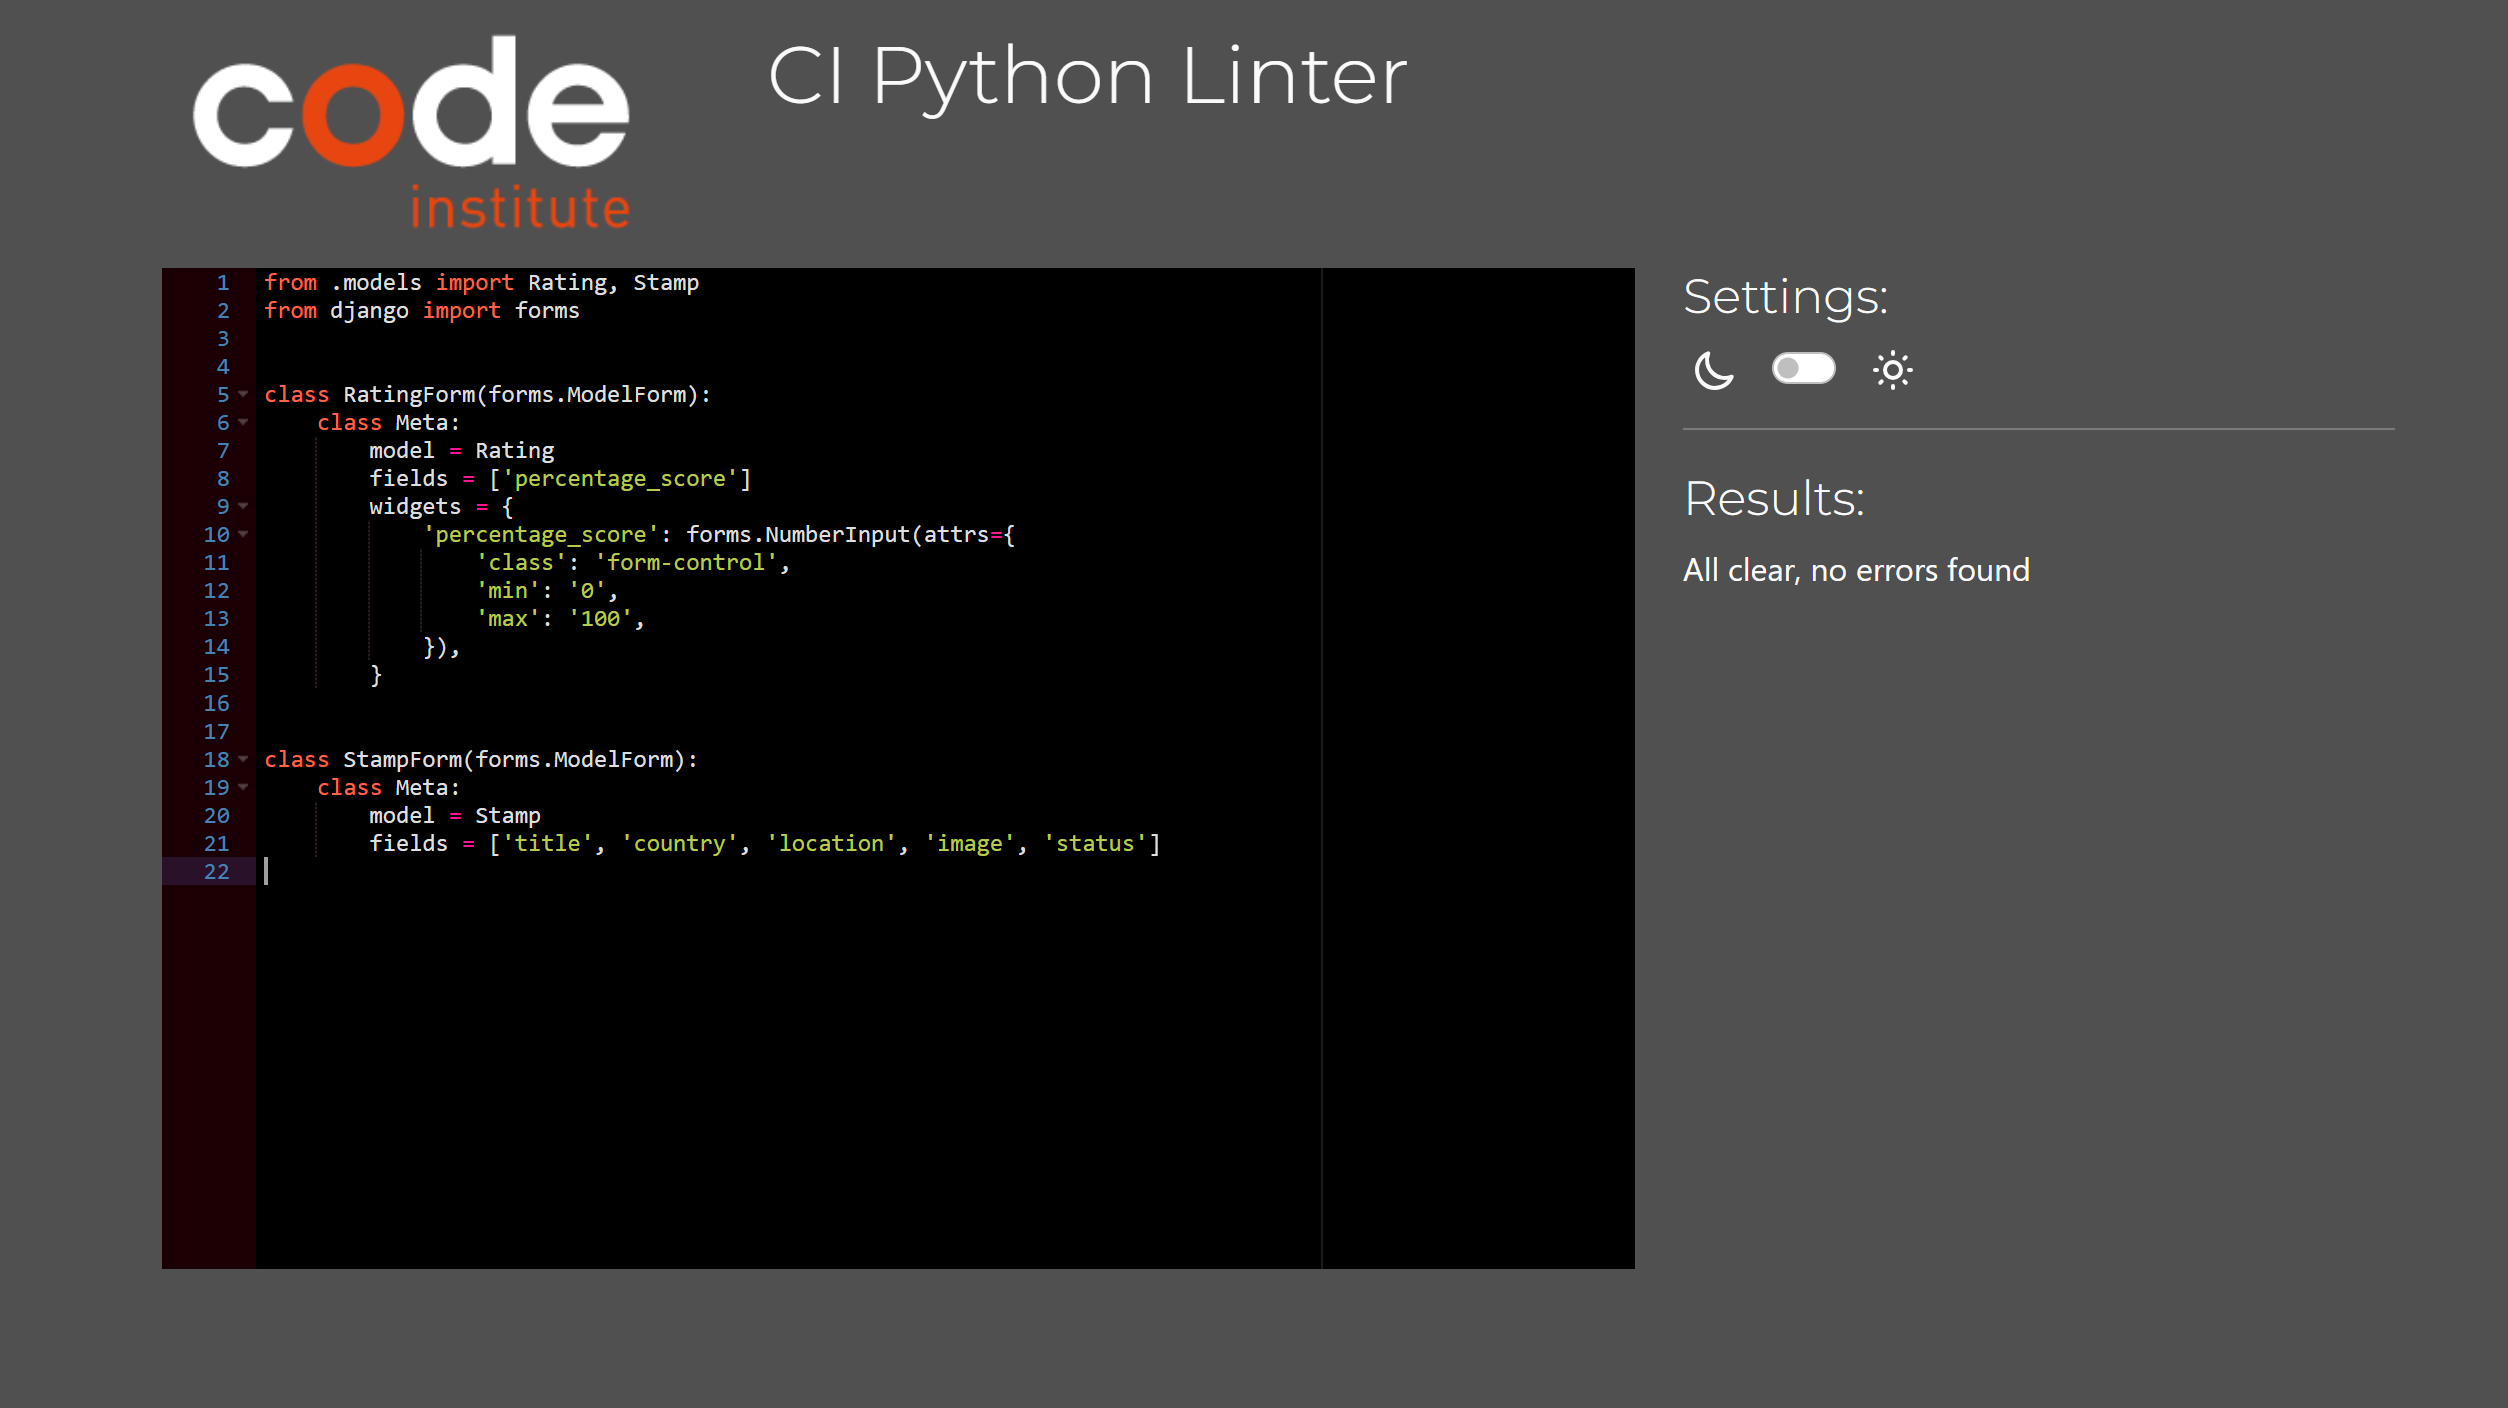 code
institute
CI Python Linter
1 from .models import Rating, Stamp
2 from django import forms
3
4
5 class RatingForm(forms.ModelForm):
6     class Meta:
7         model = Rating
8         fields = ['percentage_score']
9         widgets = {
10             'percentage_score': forms.NumberInput(attrs={
11                 'class': 'form-control',
12                 'min': '0',
13                 'max': '100',
14             }),
15         }
16
17
18 class StampForm(forms.ModelForm):
19     class Meta:
20         model = Stamp
21         fields = ['title', 'country', 'location', 'image', 'status']
22
Settings:
Results:
All clear, no errors found